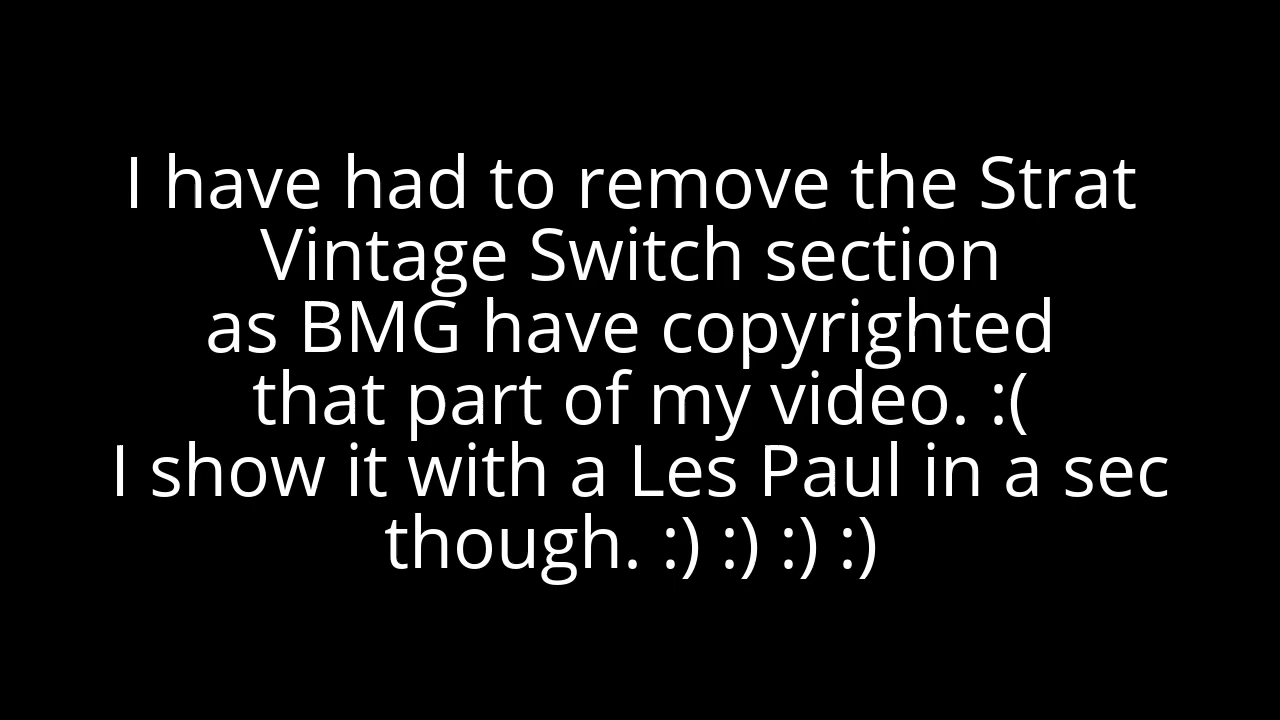 I have had to remove the Strat
Vintage Switch section
as BMG have copyrighted
that part of my video. :(
I show it with a Les Paul in a sec
though. :) :) :) :)